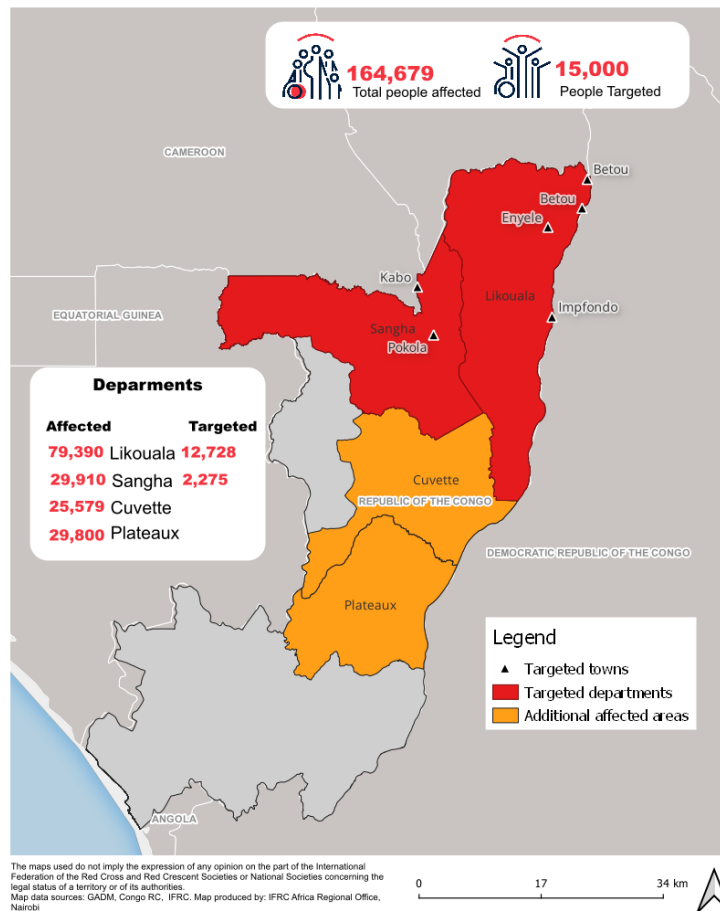 164,679
Total people affected
15,000
People Targeted
CAMEROON
Betou
Betou
Enyele
Kabo
Likouala
Impfondo
EQUATORIAL GUINEA
Sangha
Pokola
Deparments
Affected Targeted
79,390 Likouala 12,728
29,910 Sangha 2,275
25,579 Cuvette
29,800 Plateaux
Cuvette
REPUBLIC OF THE CONGO
DEMOCRATIC REPUBLIC OF THE CONGO
Plateaux
Legend
Targeted towns
Targeted departments
Additional affected areas
ANGOLA
The maps used do not imply the expression of any opinion on the part of the International
Federation of the Red Cross and Red Crescent Societies or National Societies concerning the
legal status of a territory or of its authorities.
Map data sources: GADM, Congo RC, IFRC. Map produced by: IFRC Africa Regional Office,
Nairobi
0 17 34 km